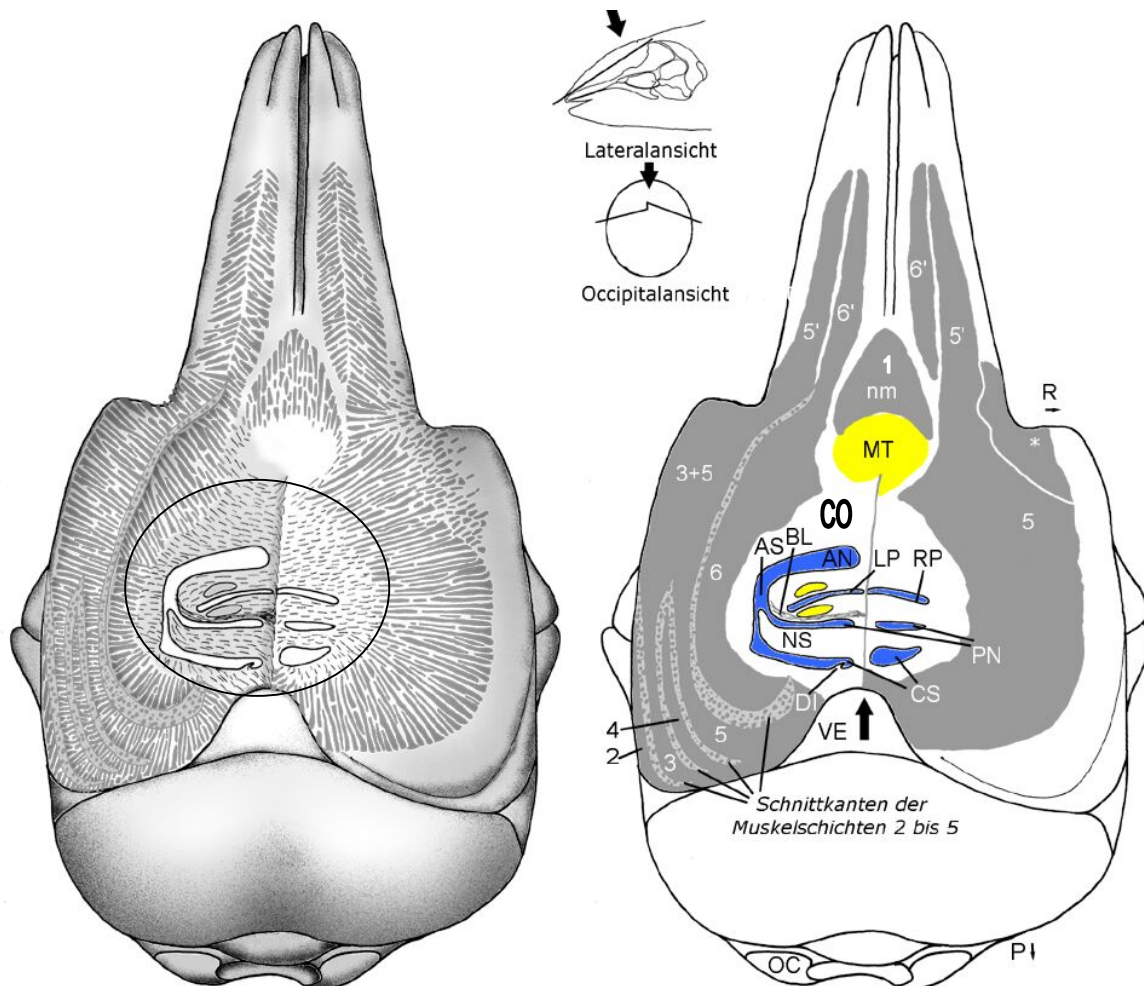 Lateralansicht
Occipitalansicht
6'
5'
6'
5'
1
nm
R
MT
*
3+5
CO
5
AS
BL
AN
LP
RP
6
NS
PN
DI
CS
4
VE
5
2
3
Schnittkanten der
Muskelschichten 2 bis 5
P
OC